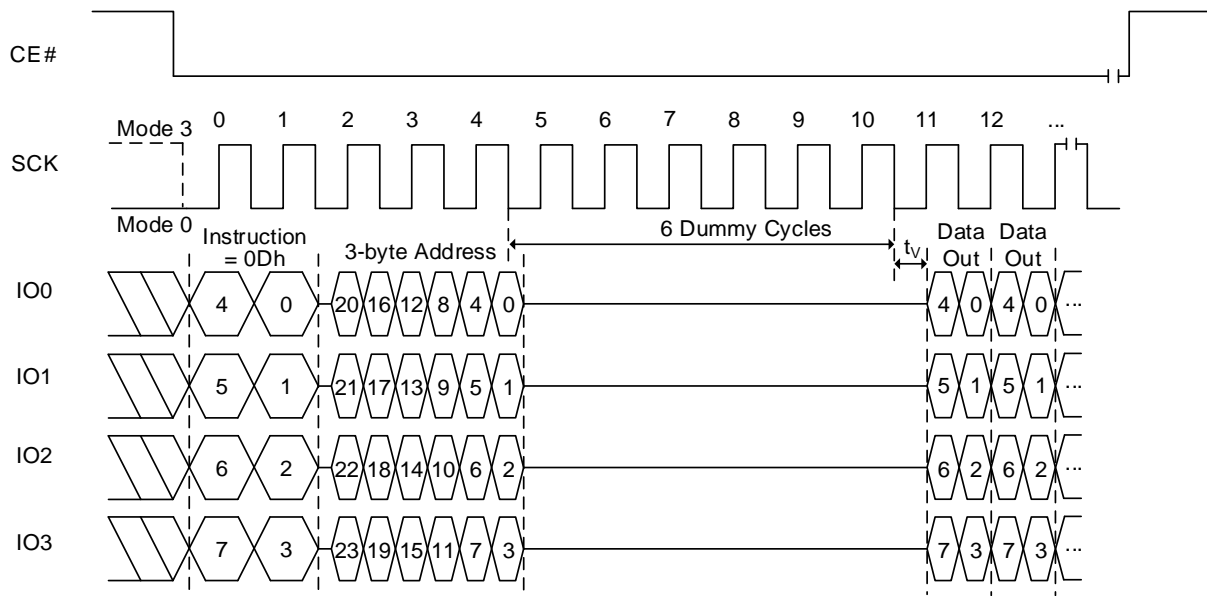 CE#
Mode 3
0 1 2 3 4 5 6 7 8 9 10 11 12 ...
SCK
Mode 0
Instruction = 0Dh
3-byte Address
6 Dummy Cycles
tV
Data Out
Data Out
IO0
4 0 20 16 12 8 4 0 4 0 4 0 ...
IO1
5 1 21 17 13 9 5 1 5 1 5 1 ...
IO2
6 2 22 18 14 10 6 2 6 2 6 2 ...
IO3
7 3 23 19 15 11 7 3 7 3 7 3 ...